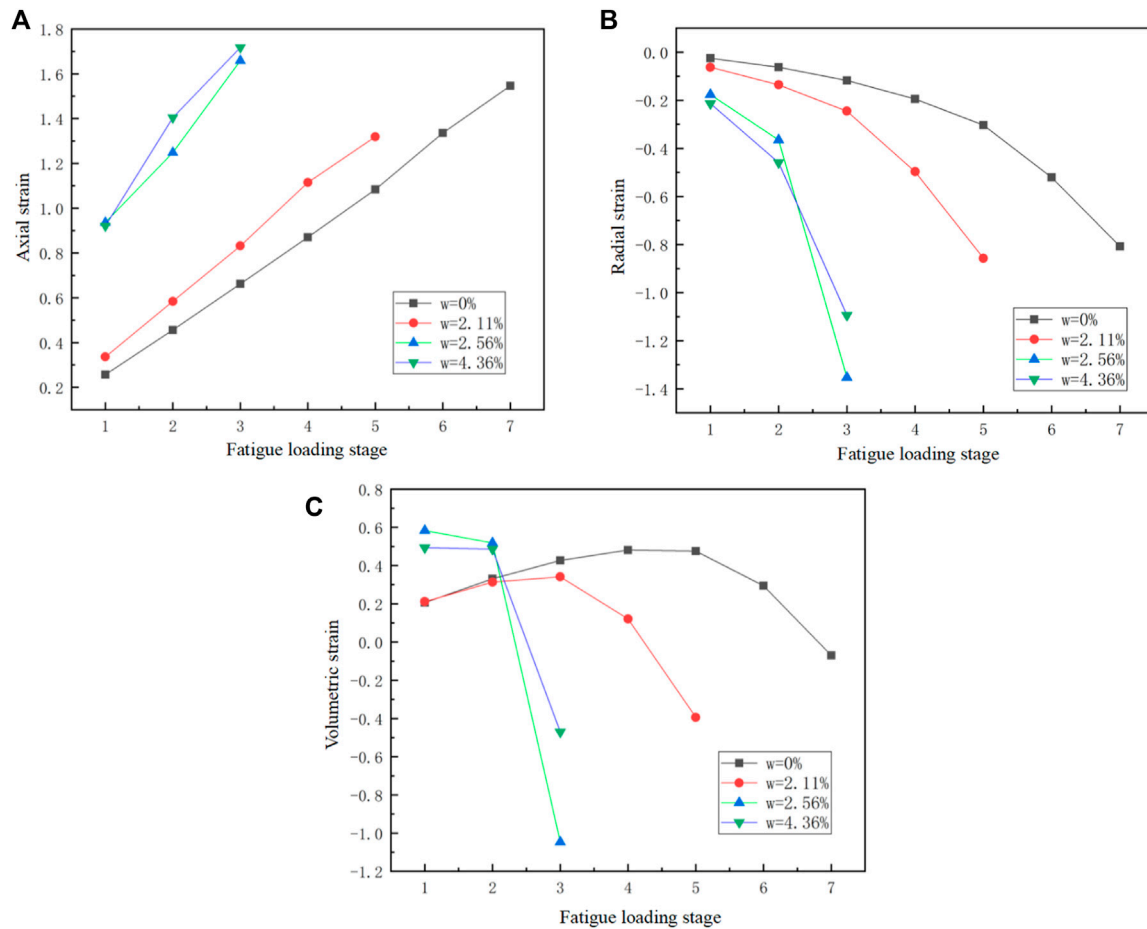 A
Axial strain
1.8
1.6
1.4
1.2
1.0
0.8
0.6
0.4
0.2
w=0%
w=2.11%
w=2.56%
w=4.36%
1 2 3 4 5 6 7
Fatigue loading stage
B
Radial strain
0.0
-0.2
-0.4
-0.6
-0.8
-1.0
-1.2
-1.4
w=0%
w=2.11%
w=2.56%
w=4.36%
1 2 3 4 5 6 7
Fatigue loading stage
C
Volumetric strain
0.8
0.6
0.4
0.2
0.0
-0.2
-0.4
-0.6
-0.8
-1.0
-1.2
w=0%
w=2.11%
w=2.56%
w=4.36%
1 2 3 4 5 6 7
Fatigue loading stage